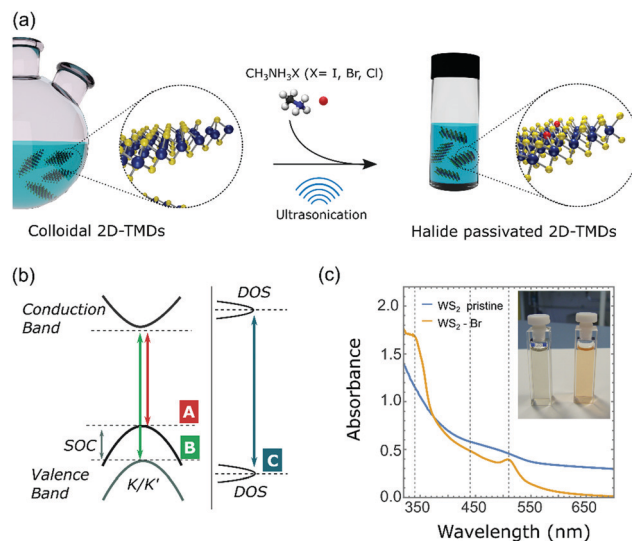 (a)
CH₃NH₃X (X= I, Br, Cl)
Ultrasonication
Colloidal 2D-TMDs
Halide passivated 2D-TMDs
(b)
Conduction
Band
SOC
Valence
Band
K/K'
A
B
DOS
C
DOS
(c)
WS₂ pristine
WS₂ - Br
Absorbance
2.0
1.5
1.0
0.5
0.0
350
450
550
650
Wavelength (nm)